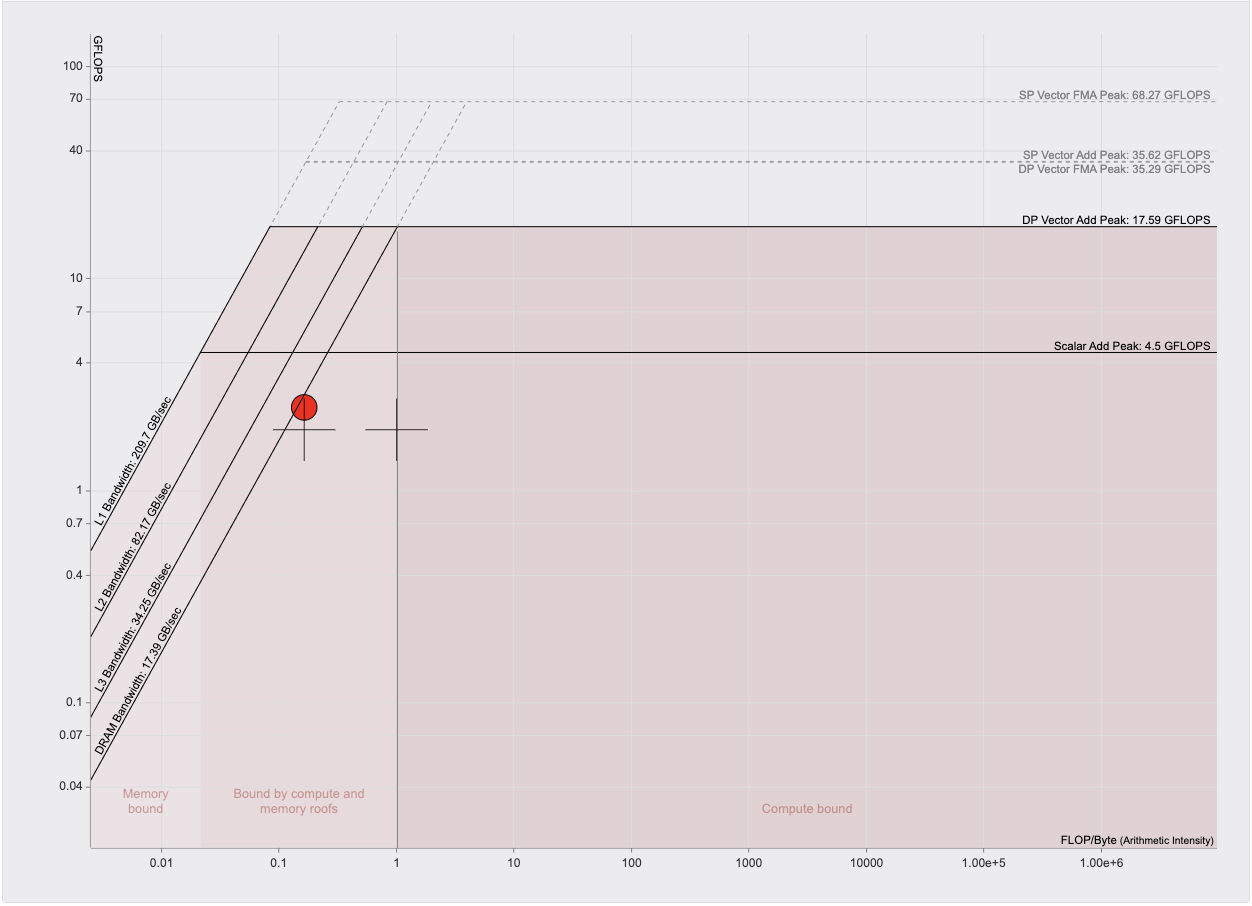 GFLOPS
100
70
40
10
7
4
1
0.7
0.4
0.1
0.07
0.04
SP Vector FMA Peak: 68.27 GFLOPS
SP Vector Add Peak: 35.62 GFLOPS
DP Vector FMA Peak: 35.29 GFLOPS
DP Vector Add Peak: 17.59 GFLOPS
Scalar Add Peak: 4.5 GFLOPS
L1 Bandwidth: 209.7 GB/sec
L2 Bandwidth: 82.17 GB/sec
L3 Bandwidth: 34.25 GB/sec
DRAM Bandwidth: 17.39 GB/sec
Memory
bound
Bound by compute and
memory roofs
Compute bound
FLOP/Byte (Arithmetic Intensity)
0.01 0.1 1 10 100 1000 10000 1.00e+5 1.00e+6